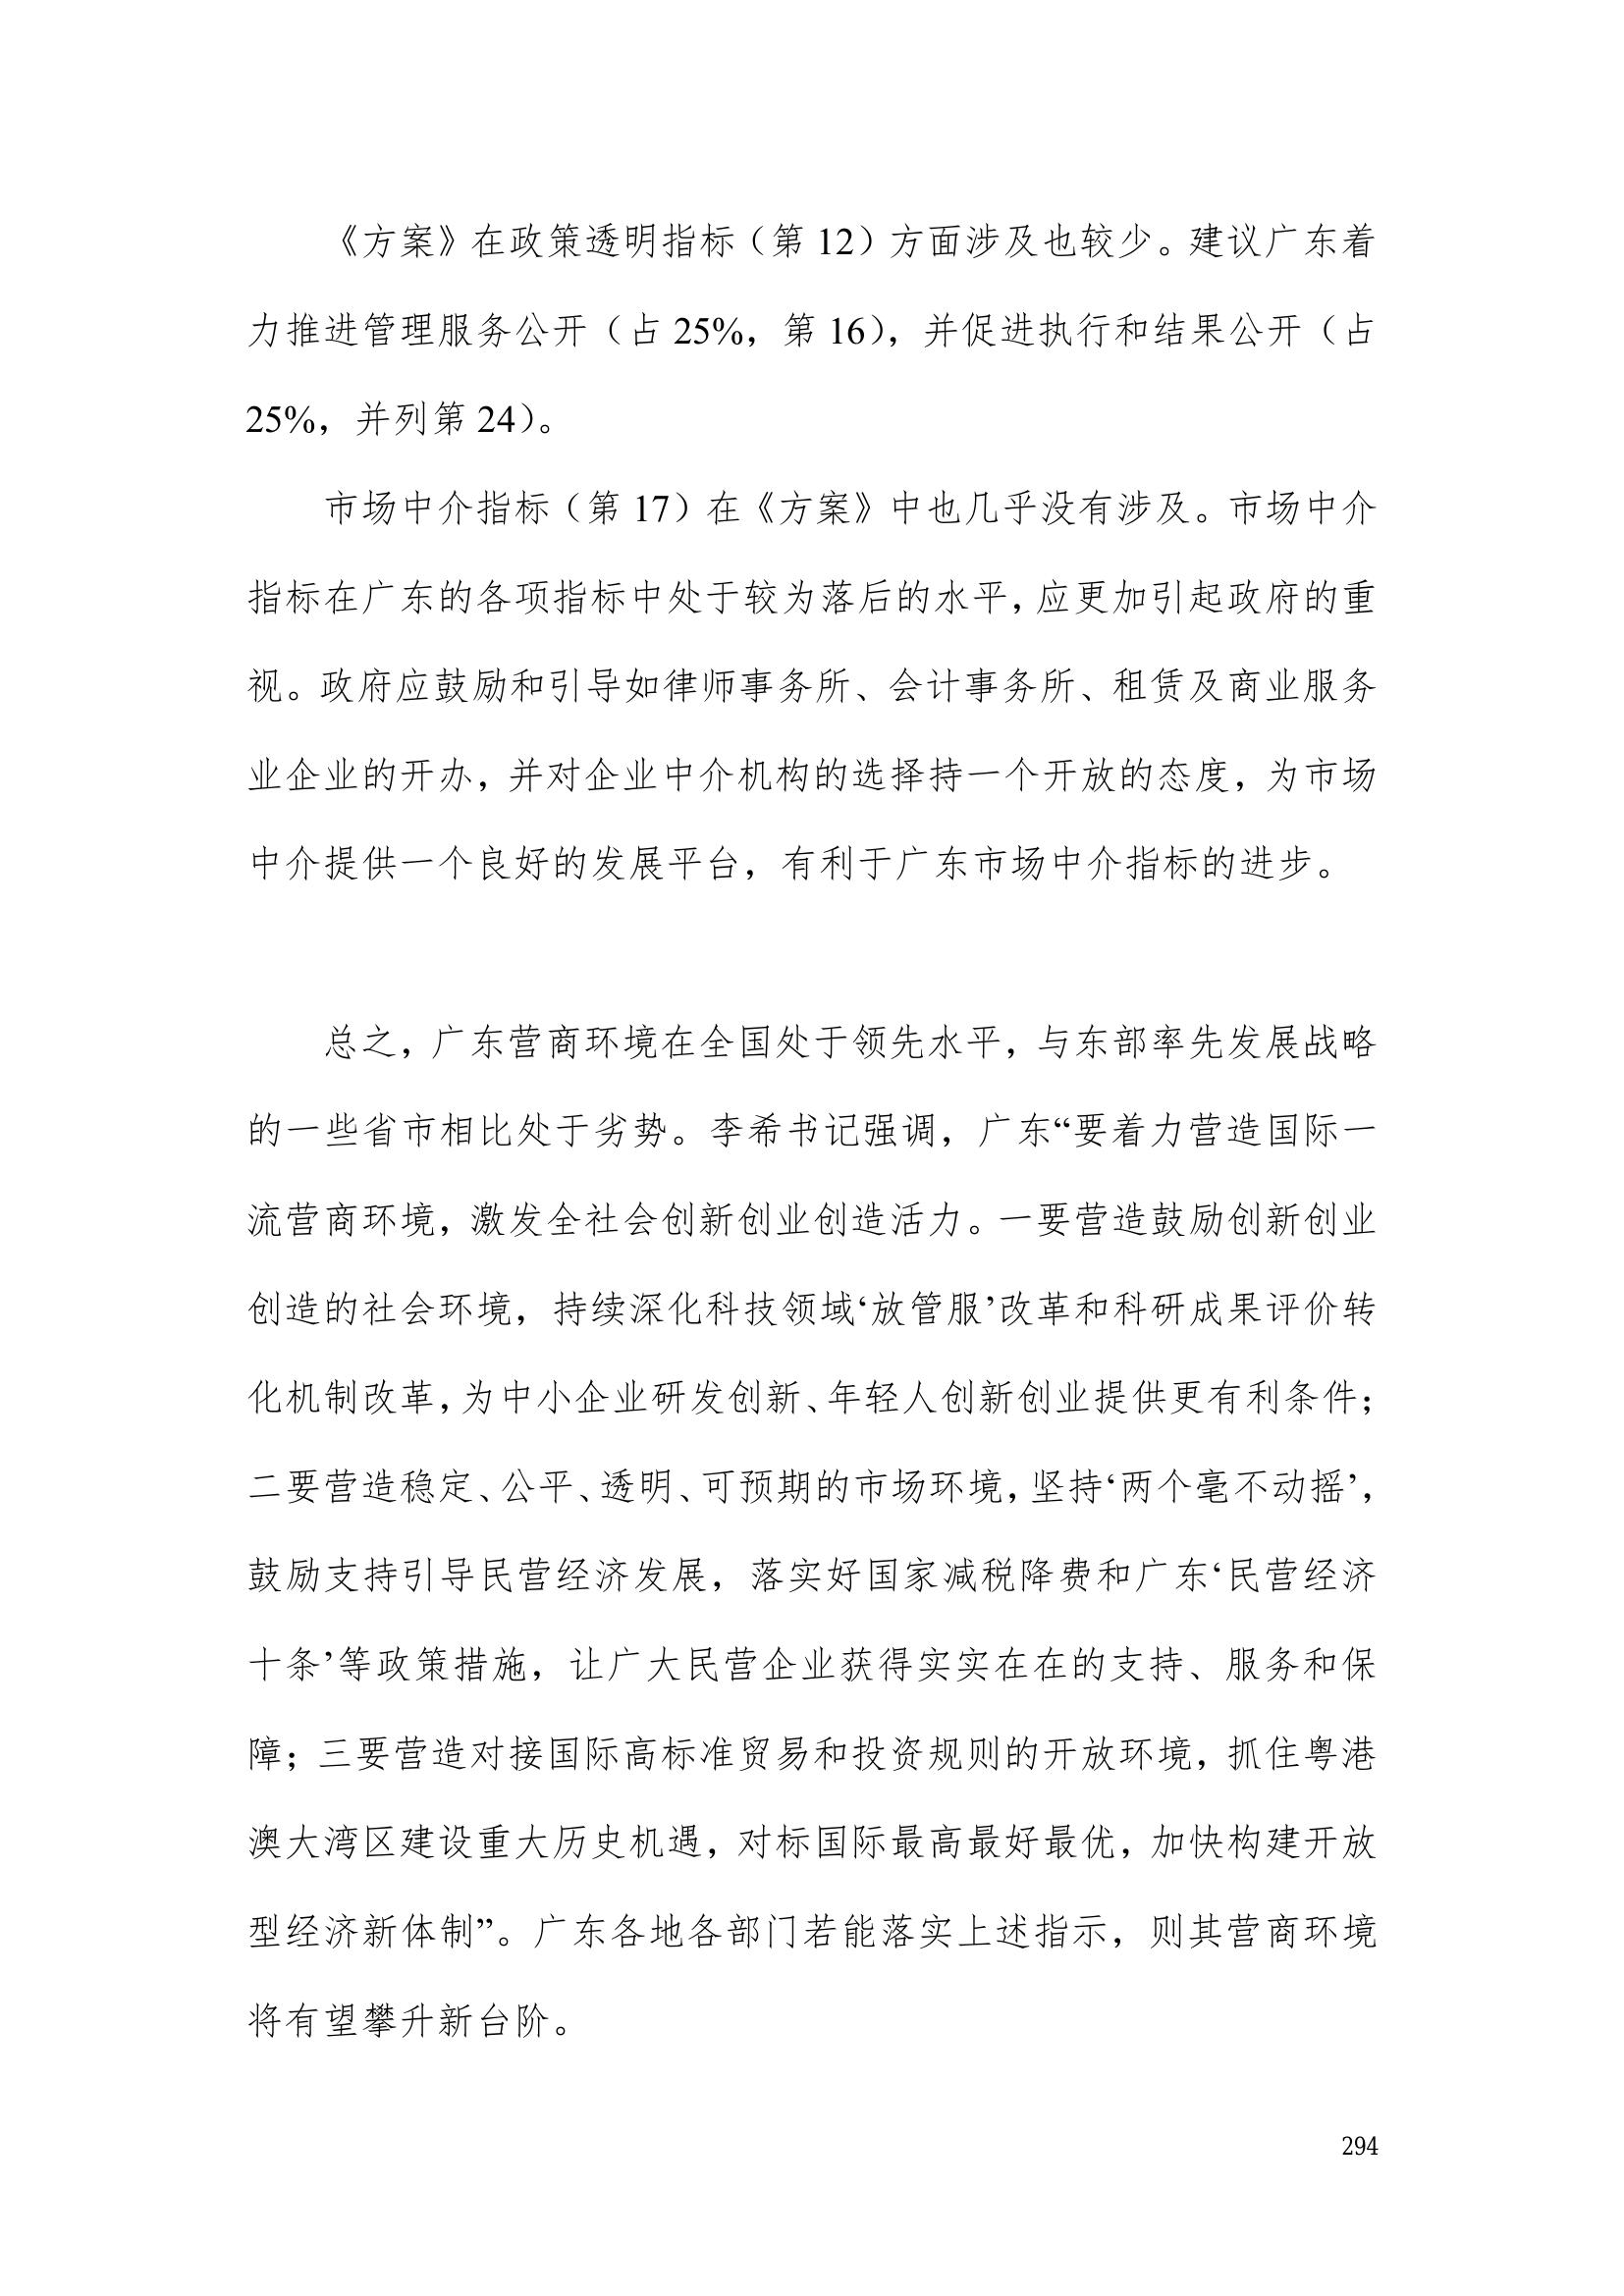 《方案》在政策透明指标（第 12）方面涉及也较少。建议广东着
力推进管理服务公开（占 25%，第 16），并促进执行和结果公开（占
25%，并列第 24）。
市场中介指标（第 17）在《方案》中也几乎没有涉及。市场中介
指标在广东的各项指标中处于较为落后的水平，应更加引起政府的重
视。政府应鼓励和引导如律师事务所、会计事务所、租赁及商业服务
业企业的开办，并对企业中介机构的选择持一个开放的态度，为市场
中介提供一个良好的发展平台，有利于广东市场中介指标的进步。
总之，广东营商环境在全国处于领先水平，与东部率先发展战略
的一些省市相比处于劣势。李希书记强调，广东“要着力营造国际一
流营商环境，激发全社会创新创业创造活力。一要营造鼓励创新创业
创造的社会环境，持续深化科技领域‘放管服’改革和科研成果评价转
化机制改革，为中小企业研发创新、年轻人创新创业提供更有利条件；
二要营造稳定、公平、透明、可预期的市场环境，坚持‘两个毫不动摇’，
鼓励支持引导民营经济发展，落实好国家减税降费和广东‘民营经济
十条’等政策措施，让广大民营企业获得实实在在的支持、服务和保
障；三要营造对接国际高标准贸易和投资规则的开放环境，抓住粤港
澳大湾区建设重大历史机遇，对标国际最高最好最优，加快构建开放
型经济新体制”。广东各地各部门若能落实上述指示，则其营商环境
将有望攀升新台阶。
294